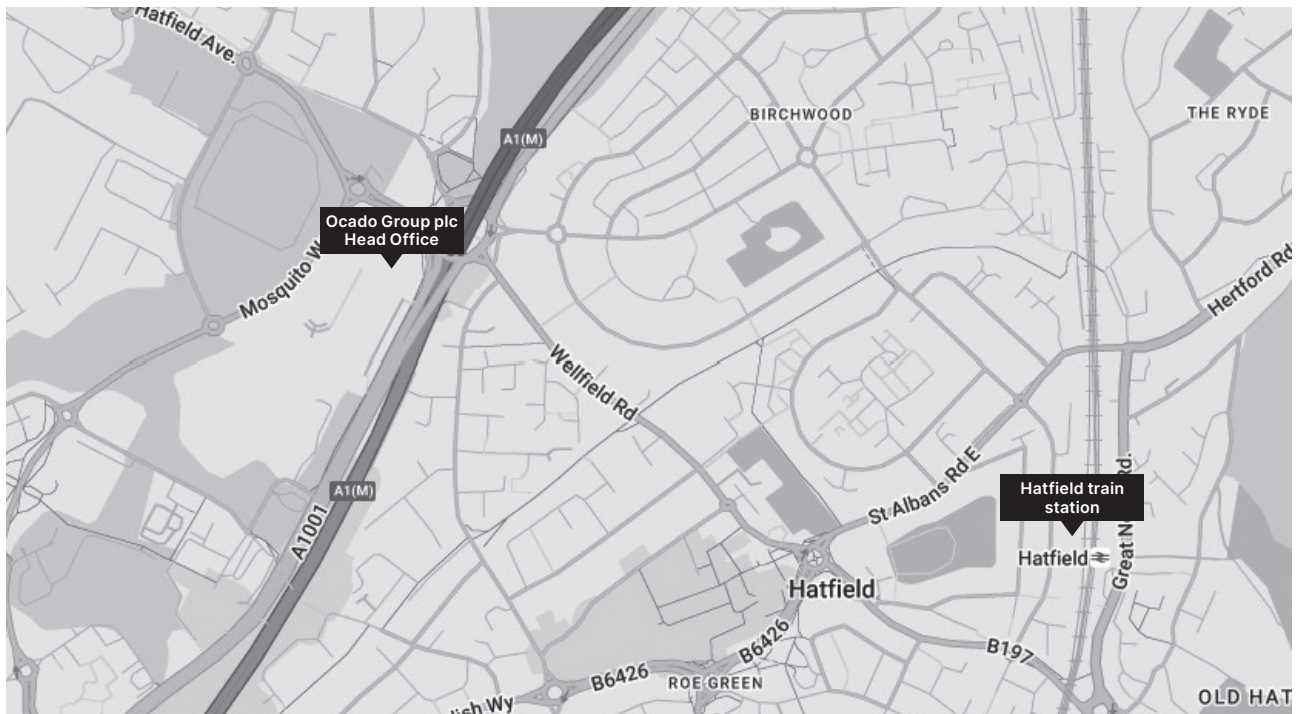 Hatfield Ave.
A1(M)
BIRCHWOOD
THE RYDE
Ocado Group plc
Head Office
Mosquito W
Hertford Rd
Wellfield Rd
St Albans Rd E
A1(M)
A1001
Hatfield train
station
Great N Rd.
Hatfield
Hatfield
B6426
B6426
B197
ROE GREEN
lish Wy
OLD HAT